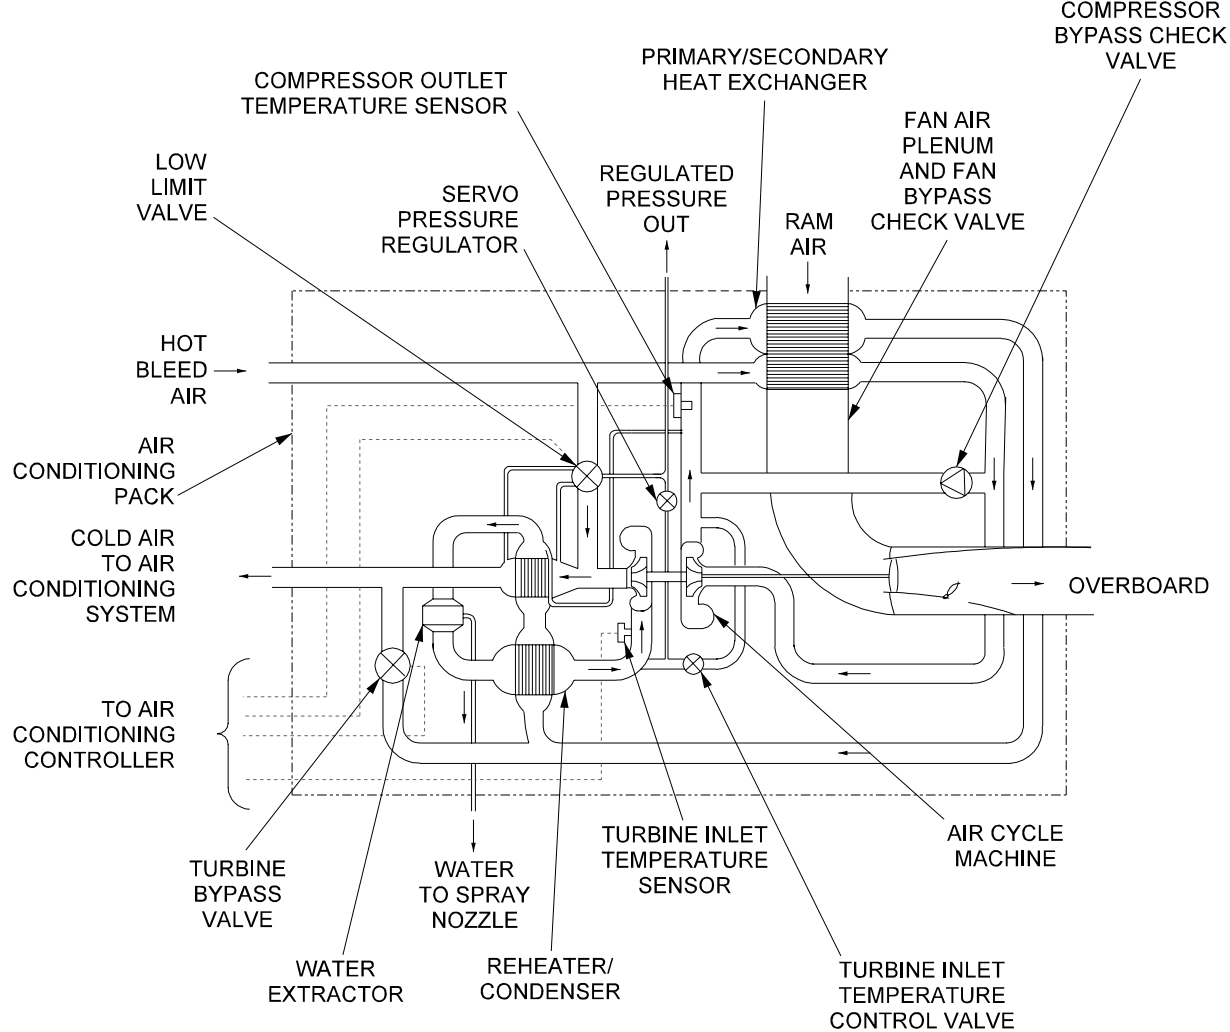 COMPRESSOR
BYPASS CHECK
VALVE
PRIMARY/SECONDARY
HEAT EXCHANGER
COMPRESSOR OUTLET
TEMPERATURE SENSOR
FAN AIR
PLENUM
AND FAN
BYPASS
CHECK VALVE
LOW
LIMIT
VALVE
SERVO
PRESSURE
REGULATOR
REGULATED
PRESSURE
OUT
RAM
AIR
HOT
BLEED
AIR
AIR
CONDITIONING
PACK
COLD AIR
TO AIR
CONDITIONING
SYSTEM
OVERBOARD
TO AIR
CONDITIONING
CONTROLLER
TURBINE
BYPASS
VALVE
WATER
TO SPRAY
NOZZLE
TURBINE INLET
TEMPERATURE
SENSOR
AIR CYCLE
MACHINE
WATER
EXTRACTOR
REHEATER/
CONDENSER
TURBINE INLET
TEMPERATURE
CONTROL VALVE